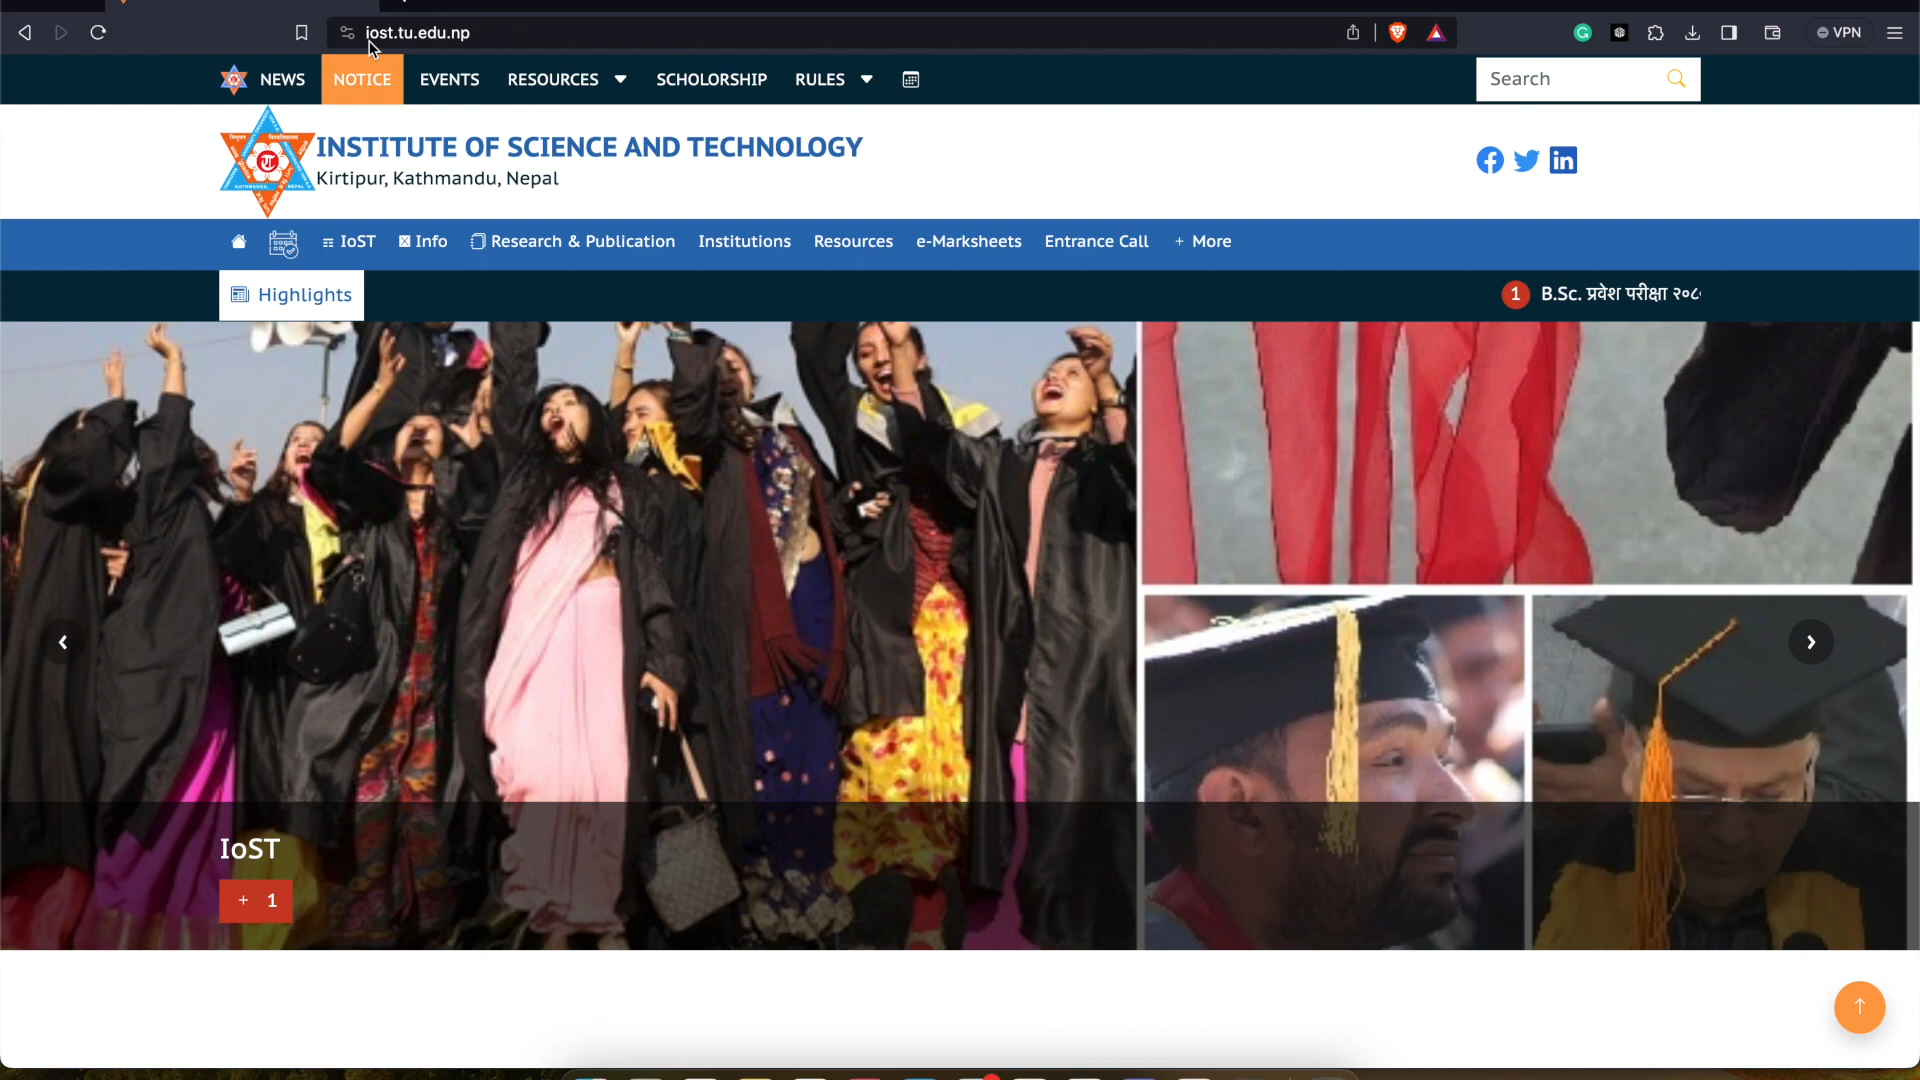 iost.tu.edu.np
VPN
NEWS
NOTICE
EVENTS
RESOURCES
SCHOLORSHIP
RULES
Search
INSTITUTE OF SCIENCE AND TECHNOLOGY
Kirtipur, Kathmandu, Nepal
IoST
Info
Research & Publication
Institutions
Resources
e-Marksheets
Entrance Call
+ More
Highlights
1 B.Sc. प्रवेश परीक्षा २०८
IoST
+ 1